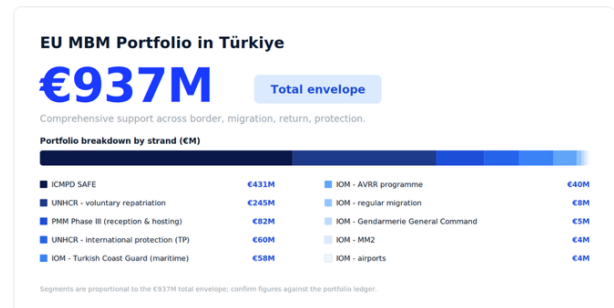 EU MBM Portfolio in Türkiye
€937M
Total envelope
Comprehensive support across border, migration, return, protection.
Portfolio breakdown by strand (€M)
ICMPD SAFE €431M
UNHCR - voluntary repatriation €245M
PMM Phase III (reception & hosting) €82M
UNHCR - international protection (TP) €60M
IOM - Turkish Coast Guard (maritime) €58M
IOM - AVRR programme €40M
IOM - regular migration €8M
IOM - Gendarmerie General Command €5M
IOM - MM2 €4M
IOM - airports €4M
Segments are proportional to the €937M total envelope; confirm figures against the portfolio ledger.